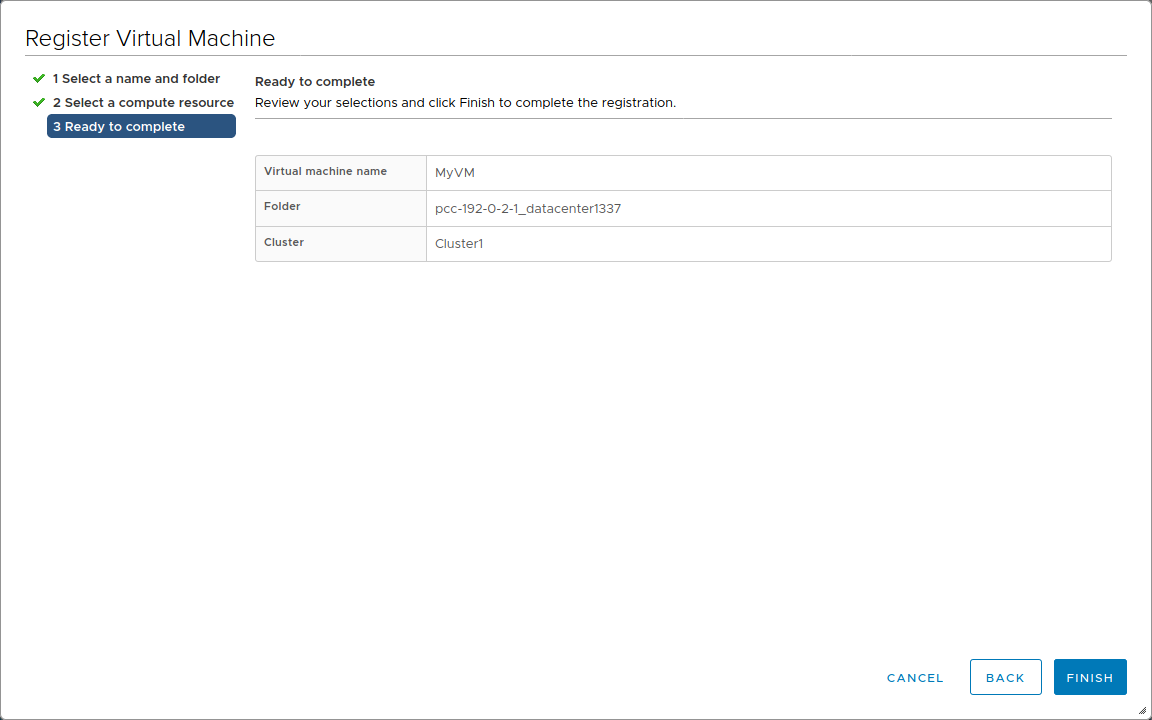 Register Virtual Machine
1 Select a name and folder
2 Select a compute resource
3 Ready to complete
Ready to complete
Review your selections and click Finish to complete the registration.
Virtual machine name MyVM
Folder pcc-192-0-2-1_datacenter1337
Cluster Cluster1
CANCEL BACK FINISH